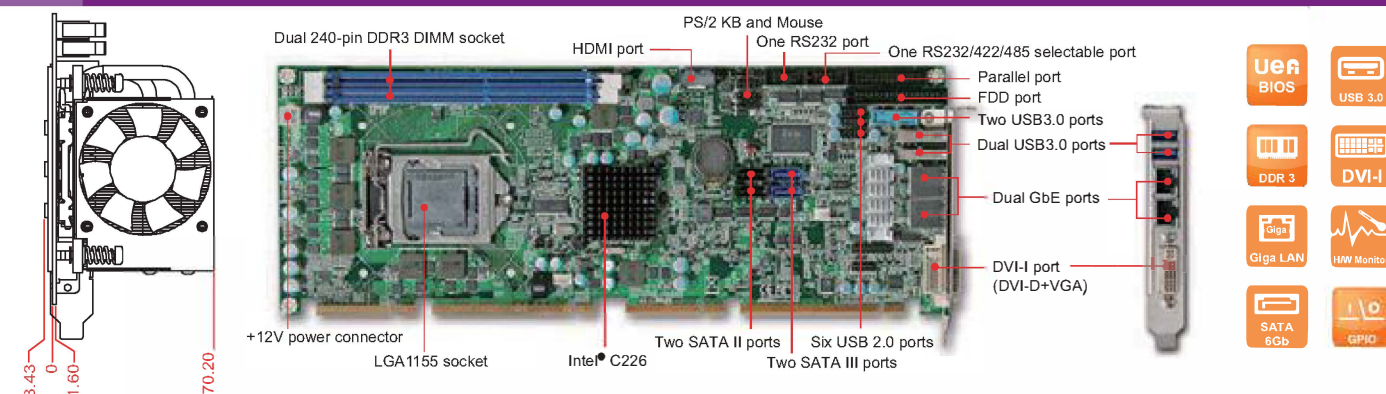 PS/2 KB and Mouse
Dual 240-pin DDR3 DIMM socket
HDMI port
One RS232 port
One RS232/422/485 selectable port
Parallel port
FDD port
Two USB3.0 ports
Dual USB3.0 ports
Dual GbE ports
DVI-I port
(DVI-D+VGA)
+12V power connector
LGA1155 socket
Intel® C226
Two SATA II ports
Six USB 2.0 ports
Two SATA III ports
0
1.60
70.20
UEFI
BIOS
USB 3.0
DDR 3
DVI-I
Giga
Giga LAN
H/W Monitor
SATA
6Gb
I/O
GPIO